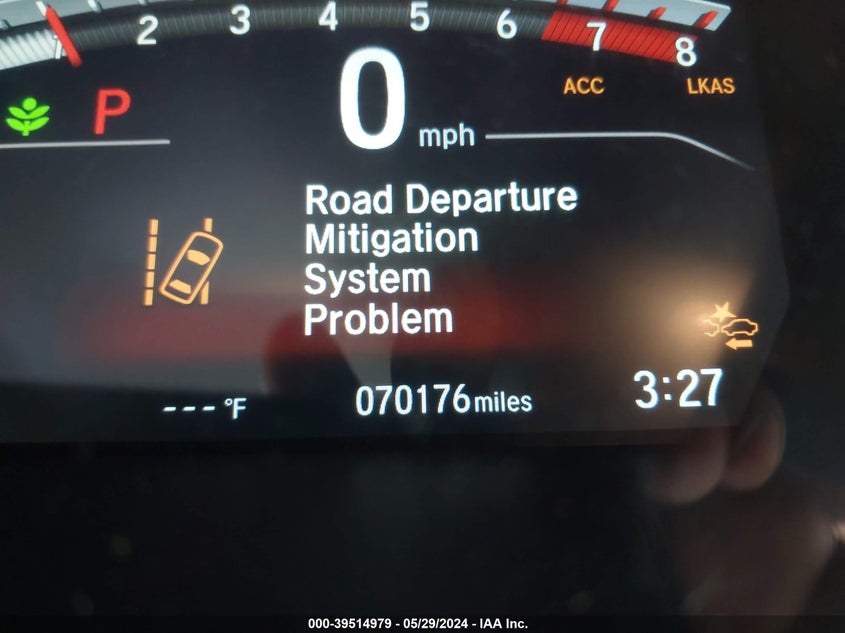 2 3 4 5 6 7 8
ACC LKAS
P 0 mph
Road Departure
Mitigation
System
Problem
---°F 070176 miles 3:27
000-39514979 - 05/29/2024 - IAA Inc.